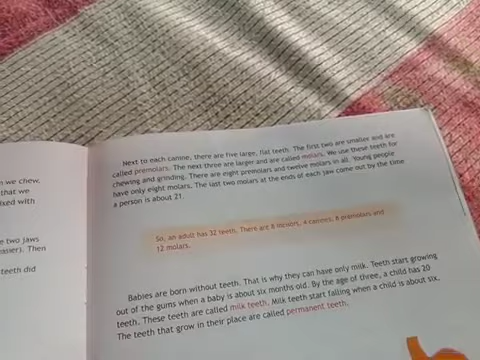 n we chew,
that we
ixed with
e two jaws
easier). Then
teeth did
Next to each canine, there are five large, flat teeth. The first two are smaller and are
called premolars. The next three are larger and are called molars. We use these teeth for
chewing and grinding. There are eight premolars and twelve molars in all. Young people
have only eight molars. The last two molars at the ends of each jaw come out by the time
a person is about 21.
So, an adult has 32 teeth. There are 8 incisors, 4 canines, 8 premolars and
12 molars.
Babies are born without teeth. That is why they can have only milk. Teeth start growing
out of the gums when a baby is about six months old. By the age of three, a child has 20
teeth. These teeth are called milk teeth. Milk teeth start falling when a child is about six.
The teeth that grow in their place are called permanent teeth.